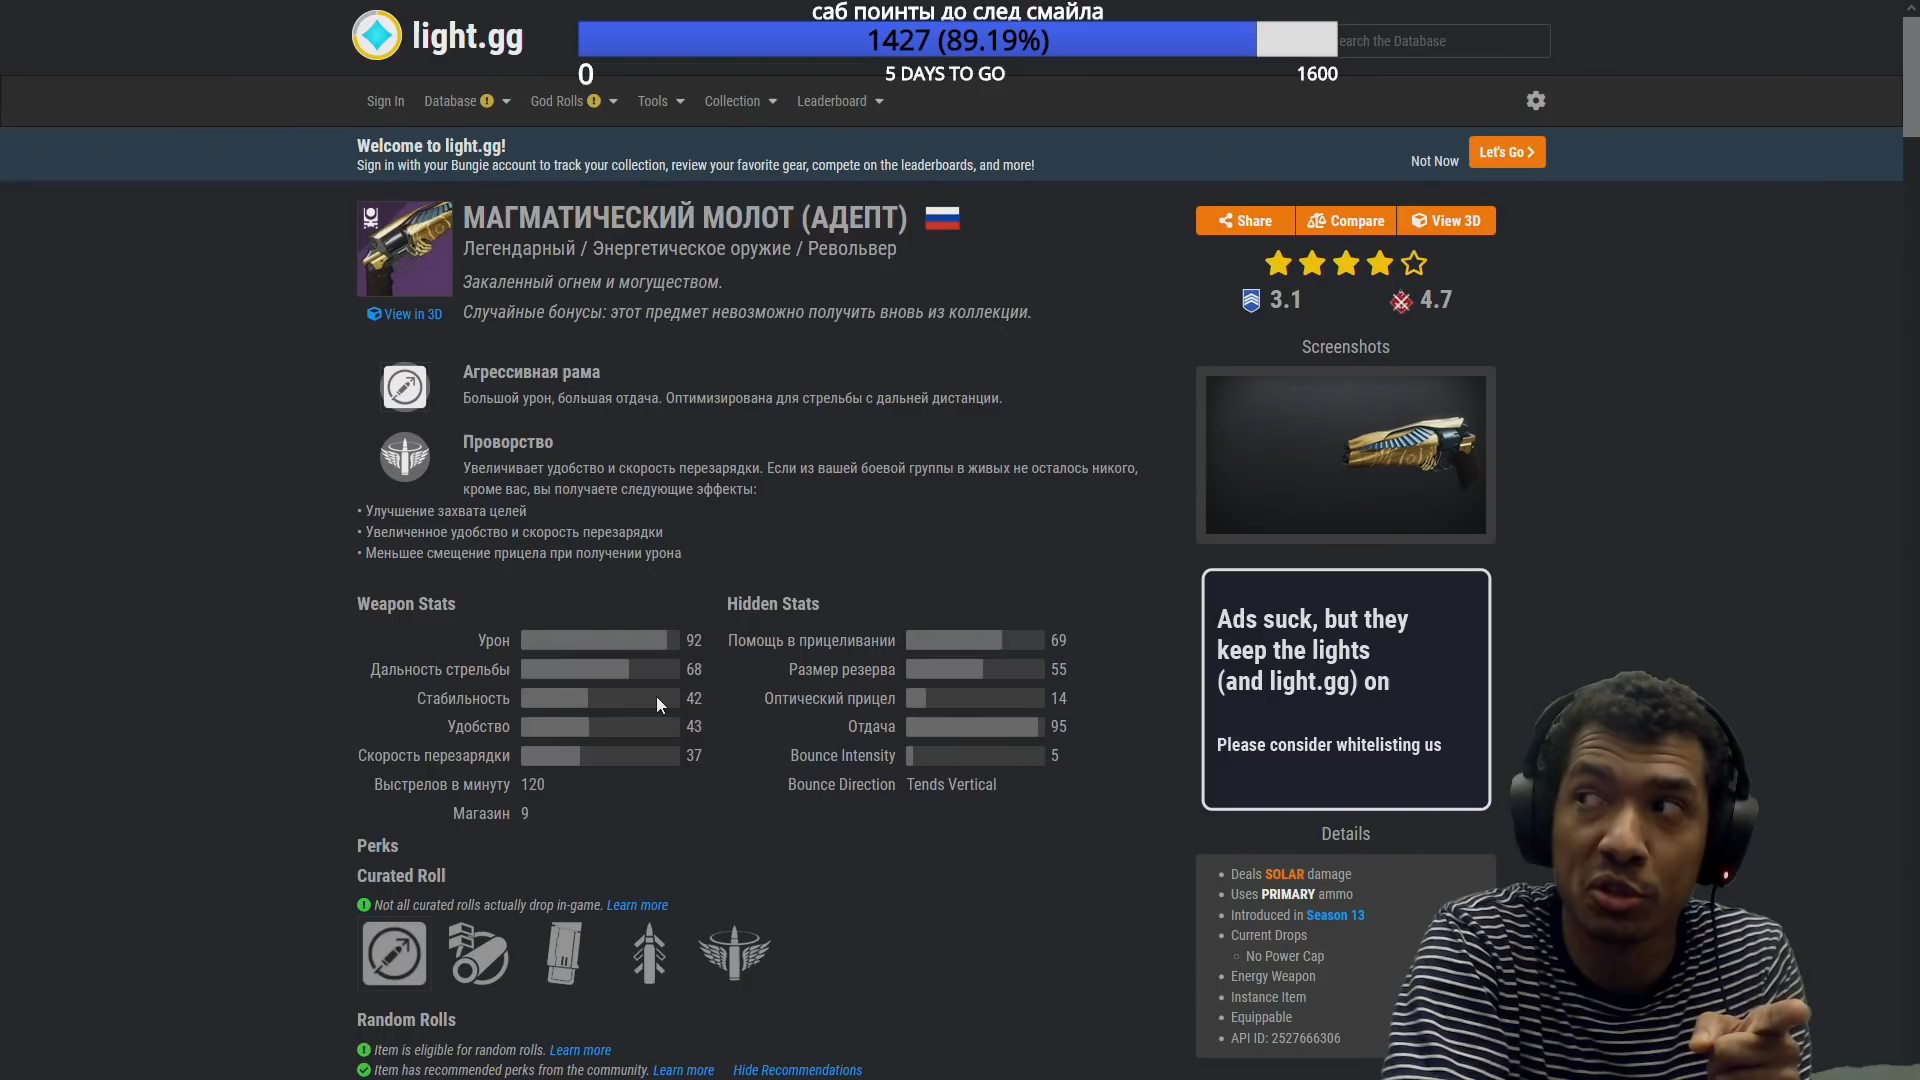 саб поинты до след смайла
light.gg
1427 (89.19%)
earch the Database
0
5 DAYS TO GO
1600
Sign In
Database
God Rolls
Tools
Collection
Leaderboard
Welcome to light.gg!
Sign in with your Bungie account to track your collection, review your favorite gear, compete on the leaderboards, and more!
Not Now
Let's Go
МАГМАТИЧЕСКИЙ МОЛОТ (АДЕПТ)
Легендарный / Энергетическое оружие / Револьвер
Закаленный огнем и могуществом.
View in 3D
Случайные бонусы: этот предмет невозможно получить вновь из коллекции.
Share
Compare
View 3D
3.1
4.7
Screenshots
Агрессивная рама
Большой урон, большая отдача. Оптимизирована для стрельбы с дальней дистанции.
Проворство
Увеличивает удобство и скорость перезарядки. Если из вашей боевой группы в живых не осталось никого,
кроме вас, вы получаете следующие эффекты:
• Улучшение захвата целей
• Увеличенное удобство и скорость перезарядки
• Меньшее смещение прицела при получении урона
Weapon Stats
Урон 92
Дальность стрельбы 68
Стабильность 42
Удобство 43
Скорость перезарядки 37
Выстрелов в минуту 120
Магазин 9
Hidden Stats
Помощь в прицеливании 69
Размер резерва 55
Оптический прицел 14
Отдача 95
Bounce Intensity 5
Bounce Direction Tends Vertical
Perks
Curated Roll
Not all curated rolls actually drop in-game. Learn more
Random Rolls
Item is eligible for random rolls. Learn more
Item has recommended perks from the community. Learn more Hide Recommendations
Ads suck, but they
keep the lights
(and light.gg) on
Please consider whitelisting us
Details
• Deals SOLAR damage
• Uses PRIMARY ammo
• Introduced in Season 13
• Current Drops
No Power Cap
• Energy Weapon
• Instance Item
• Equippable
• API ID: 2527666306